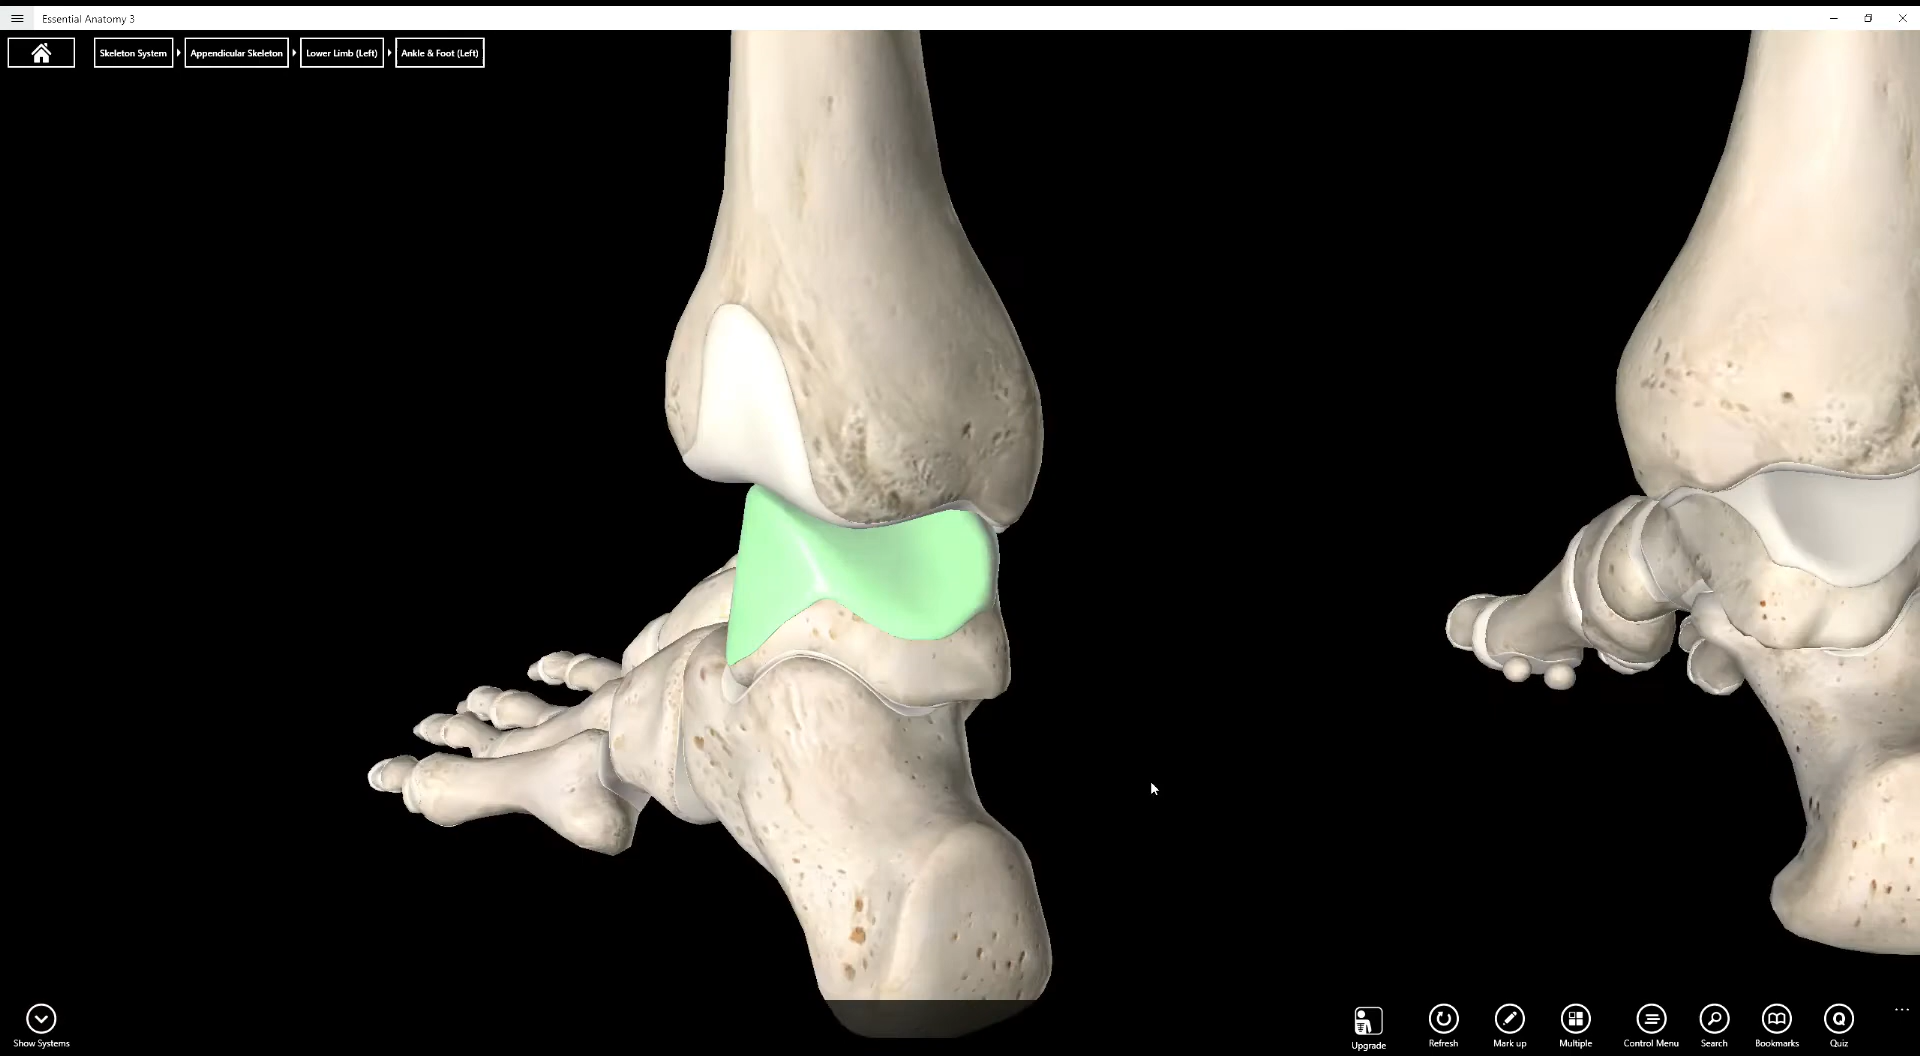 Essential Anatomy 3
Skeleton System
Appendicular Skeleton
Lower Limb (Left)
Ankle & Foot (Left)
Show Systems
Upgrade
Refresh
Mark up
Multiple
Control Menu
Search
Bookmarks
Q
Quiz